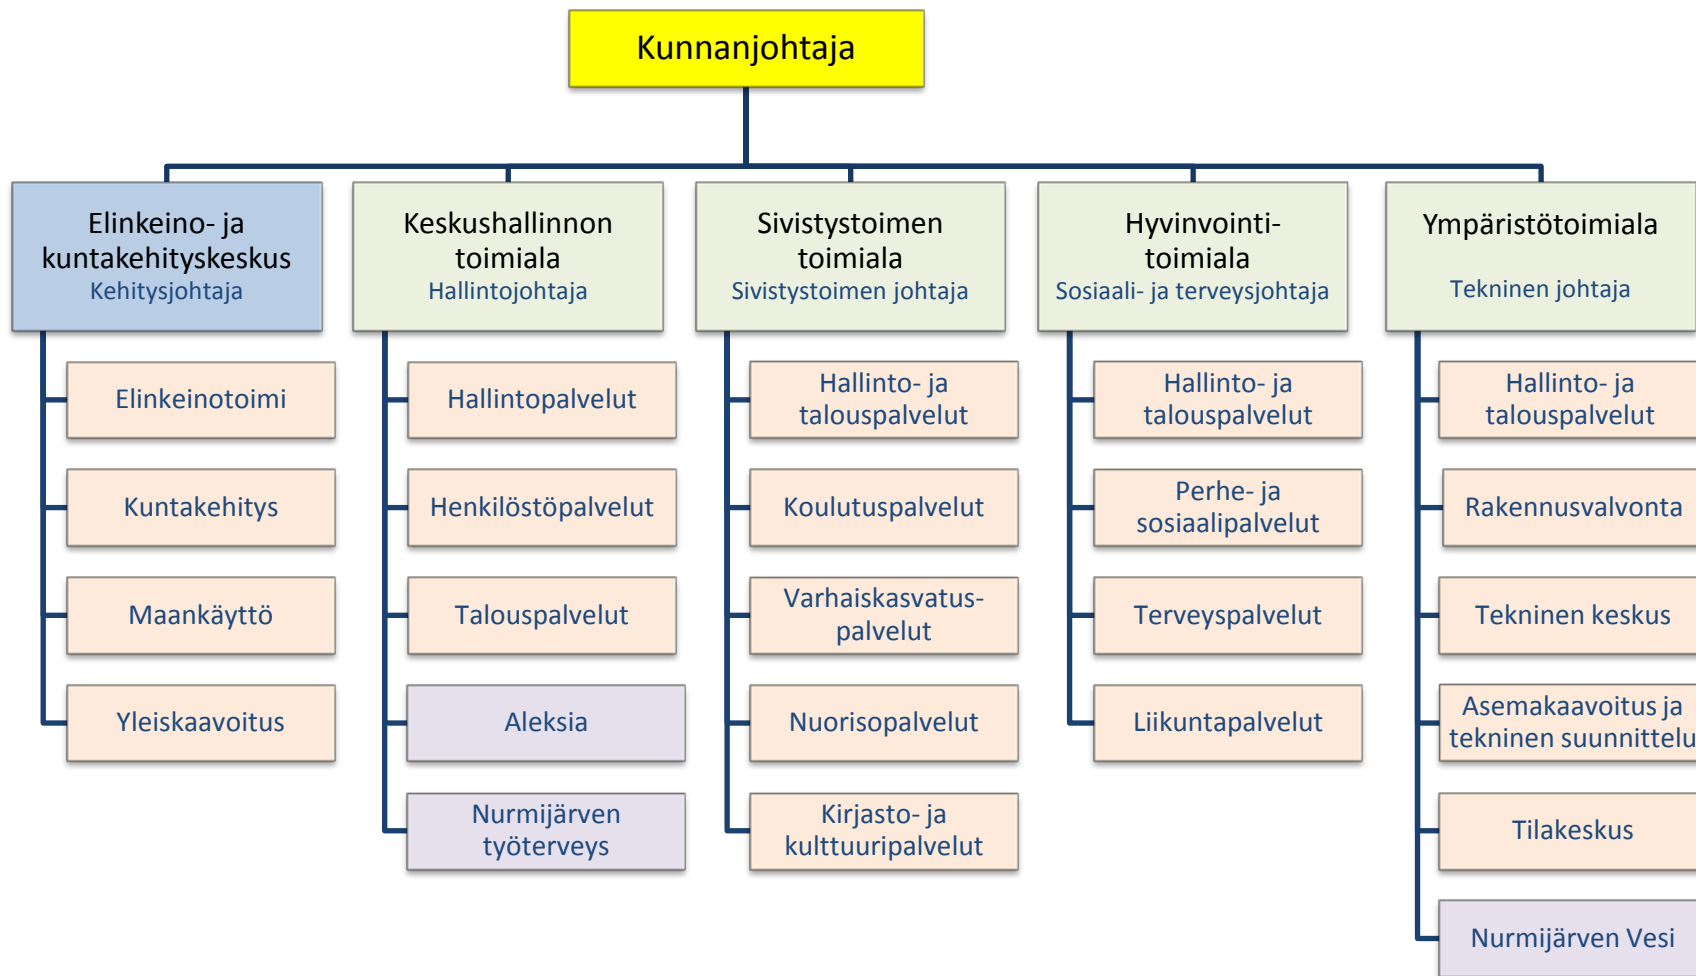 Kunnanjohtaja
Elinkeino- ja
kuntakehityskeskus
Kehitysjohtaja
Elinkeinotoimi
Kuntakehitys
Maankäyttö
Yleiskaavoitus
Keskushallinnon
toimiala
Hallintojohtaja
Hallintopalvelut
Henkilöstöpalvelut
Talouspalvelut
Aleksia
Nurmijärven
työterveys
Sivistystoimen
toimiala
Sivistystoimen johtaja
Hallinto- ja
talouspalvelut
Koulutuspalvelut
Varhaiskasvatus-
palvelut
Nuorisopalvelut
Kirjasto- ja
kulttuuripalvelut
Hyvinvointi-
toimiala
Sosiaali- ja terveysjohtaja
Hallinto- ja
talouspalvelut
Perhe- ja
sosiaalipalvelut
Terveyspalvelut
Liikuntapalvelut
Ympäristötoimiala
Tekninen johtaja
Hallinto- ja
talouspalvelut
Rakennusvalvonta
Tekninen keskus
Asemakaavoitus ja
tekninen suunnittelu
Tilakeskus
Nurmijärven Vesi